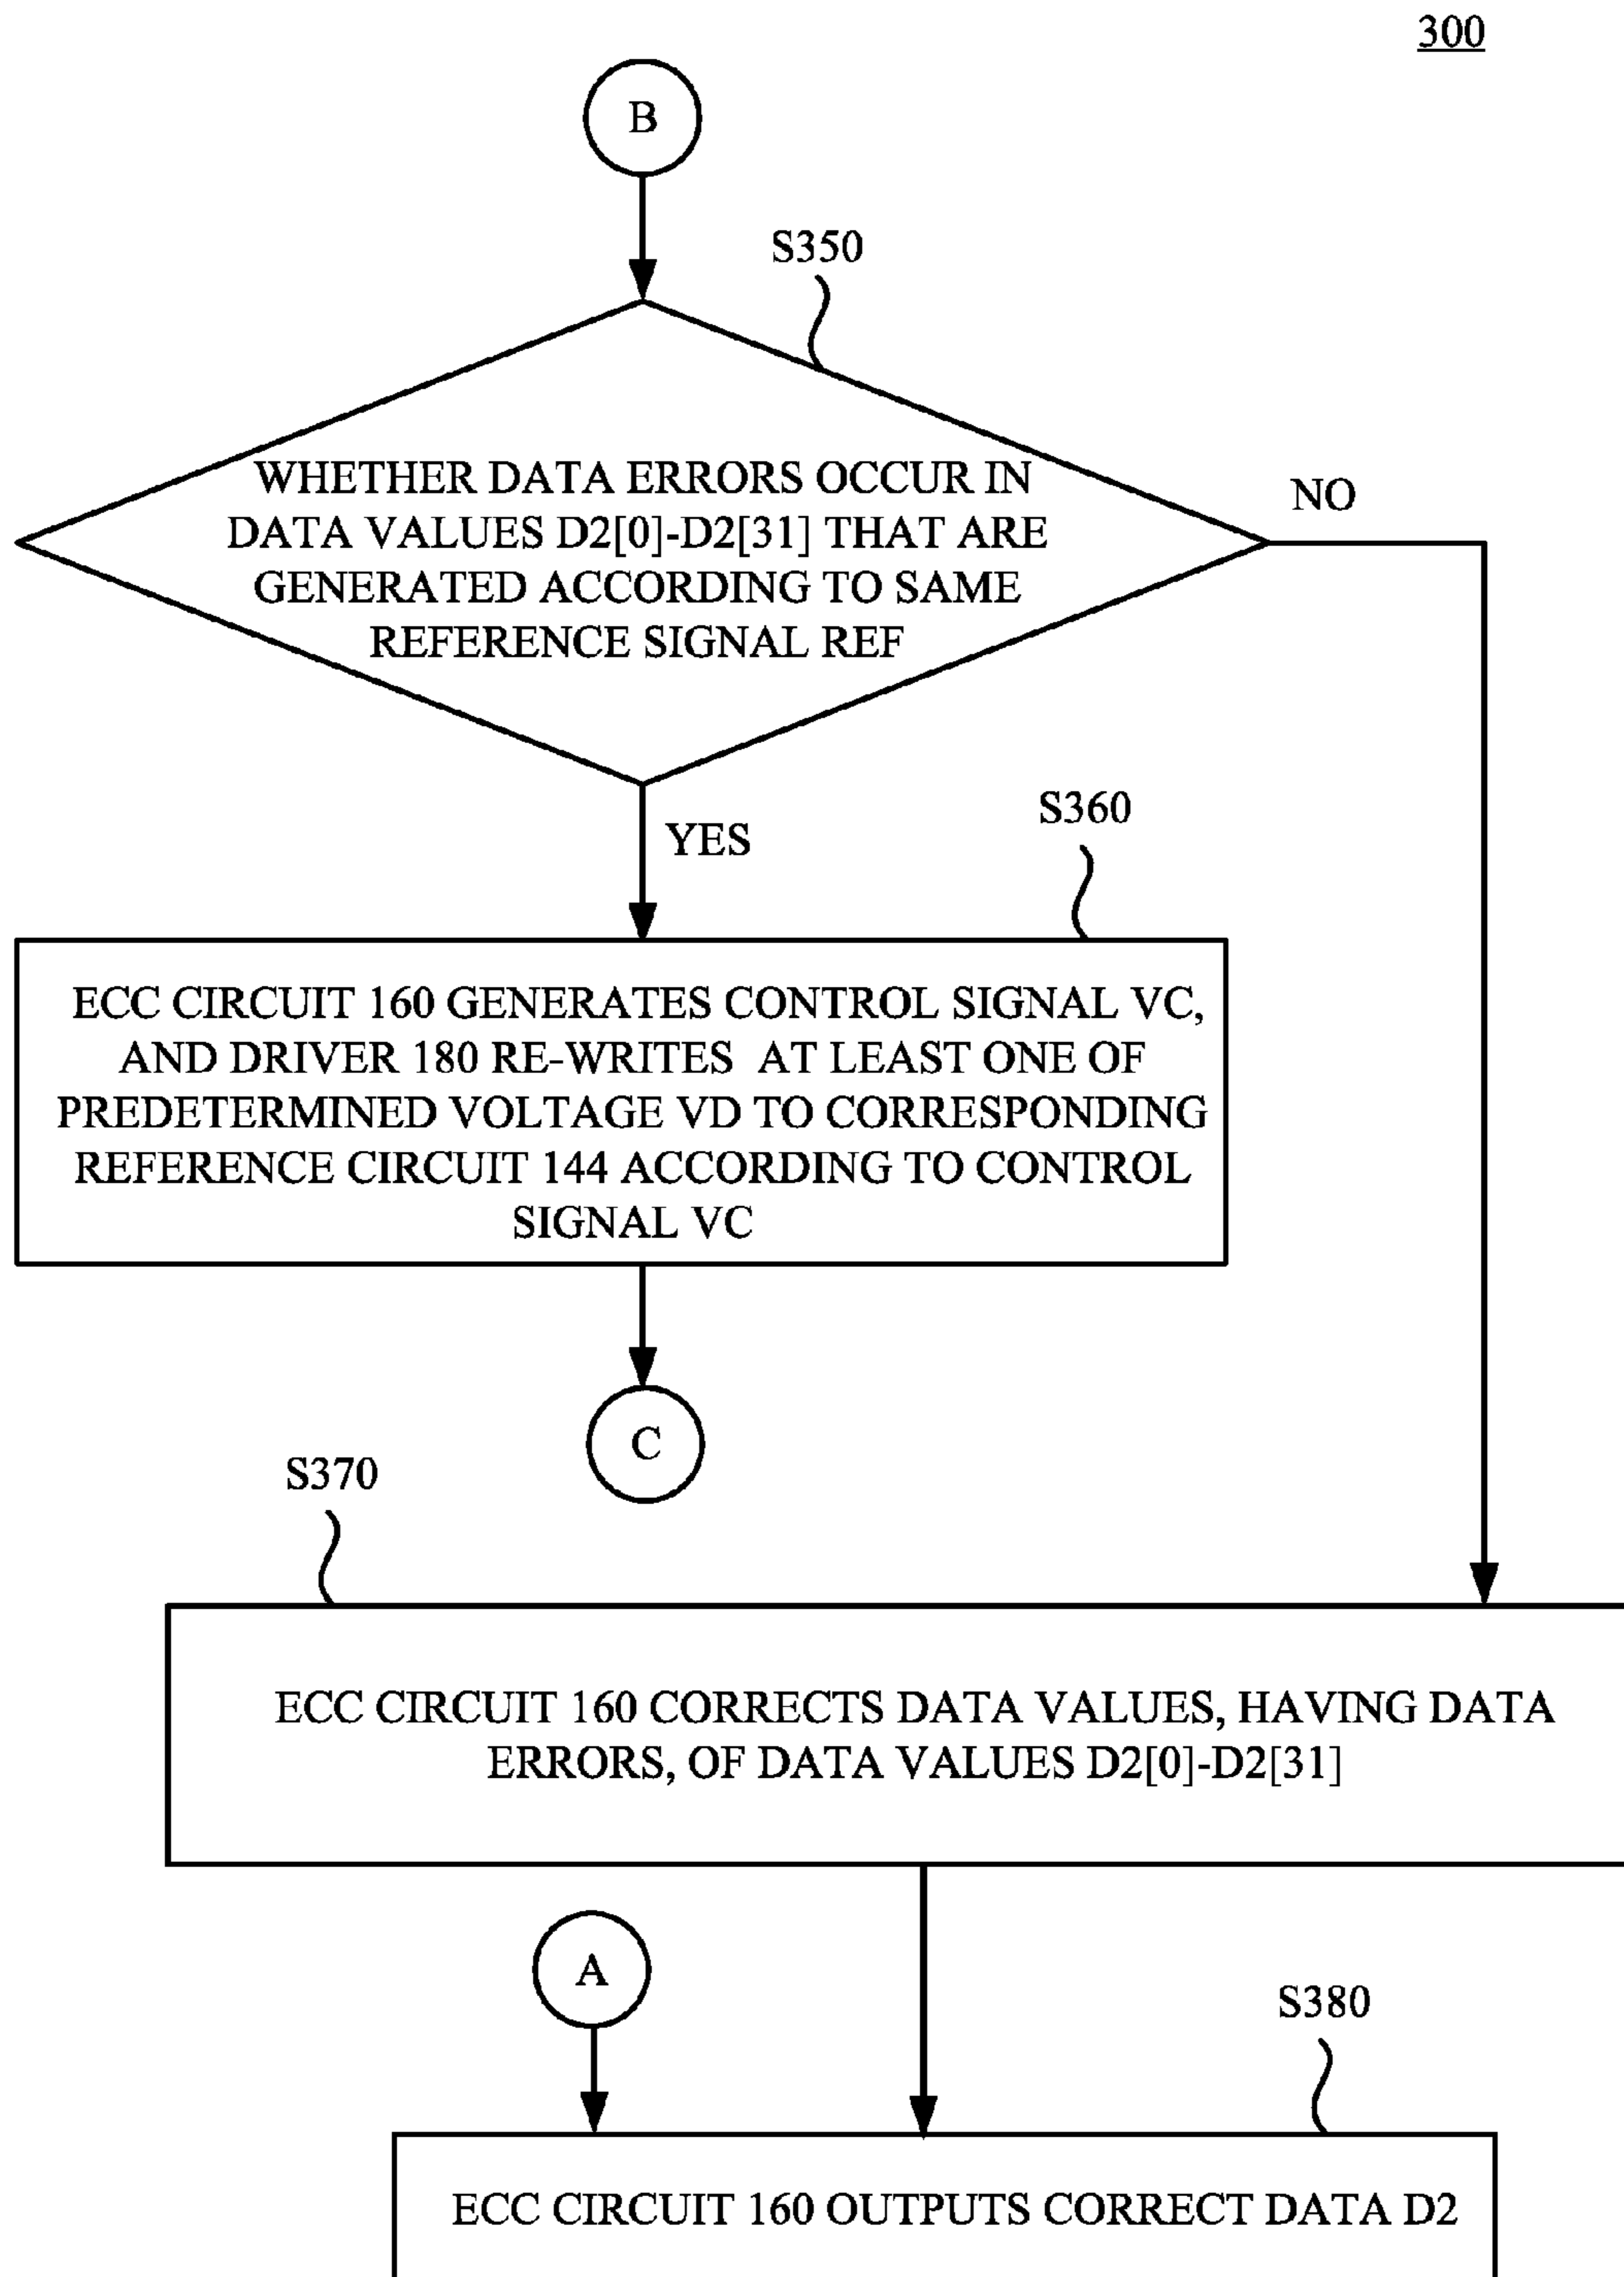 300
B
S350
WHETHER DATA ERRORS OCCUR IN
DATA VALUES D2[0]-D2[31] THAT ARE
GENERATED ACCORDING TO SAME
REFERENCE SIGNAL REF
NO
YES
S360
ECC CIRCUIT 160 GENERATES CONTROL SIGNAL VC,
AND DRIVER 180 RE-WRITES AT LEAST ONE OF
PREDETERMINED VOLTAGE VD TO CORRESPONDING
REFERENCE CIRCUIT 144 ACCORDING TO CONTROL
SIGNAL VC
C
S370
ECC CIRCUIT 160 CORRECTS DATA VALUES, HAVING DATA
ERRORS, OF DATA VALUES D2[0]-D2[31]
A
S380
ECC CIRCUIT 160 OUTPUTS CORRECT DATA D2